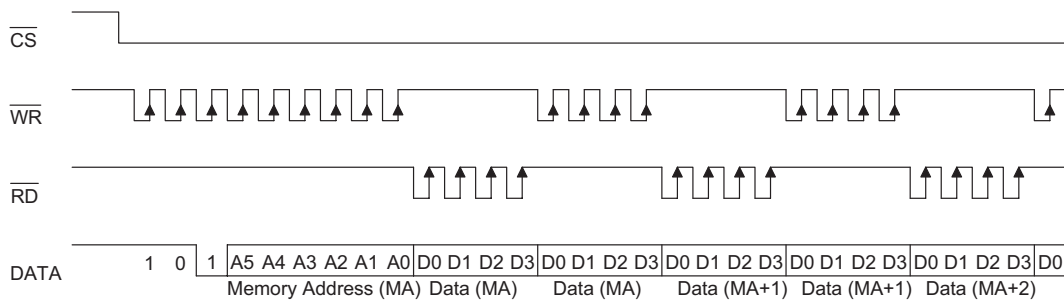 CS
WR
RD
DATA 1 0 1 A5 A4 A3 A2 A1 A0 D0 D1 D2 D3 D0 D1 D2 D3 D0 D1 D2 D3 D0 D1 D2 D3 D0 D1 D2 D3 D0
Memory Address (MA) Data (MA) Data (MA) Data (MA+1) Data (MA+1) Data (MA+2)